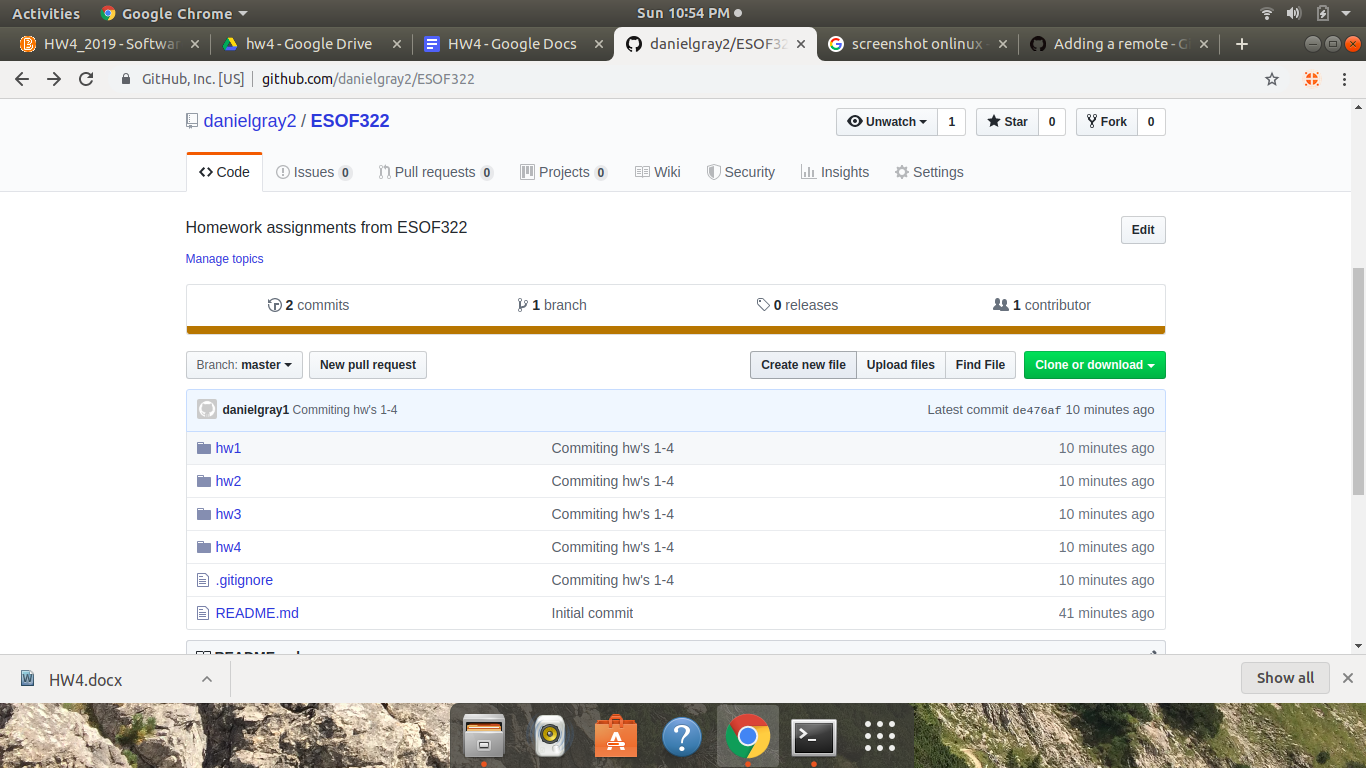 Activities Google Chrome Sun 10:54 PM
HW4_2019 - Softwar hw4 - Google Drive HW4 - Google Docs danielgray2/ESOF32 screenshot onlinux - Adding a remote - G
GitHub, Inc. [US] github.com/danielgray2/ESOF322
danielgray2 / ESOF322 Unwatch 1 Star 0 Fork 0
Code Issues 0 Pull requests 0 Projects 0 Wiki Security Insights Settings
Homework assignments from ESOF322 Edit
Manage topics
2 commits 1 branch 0 releases 1 contributor
Branch: master New pull request Create new file Upload files Find File Clone or download
danielgray1 Commiting hw's 1-4 Latest commit de476af 10 minutes ago
hw1 Commiting hw's 1-4 10 minutes ago
hw2 Commiting hw's 1-4 10 minutes ago
hw3 Commiting hw's 1-4 10 minutes ago
hw4 Commiting hw's 1-4 10 minutes ago
.gitignore Commiting hw's 1-4 10 minutes ago
README.md Initial commit 41 minutes ago
README.md
HW4.docx Show all